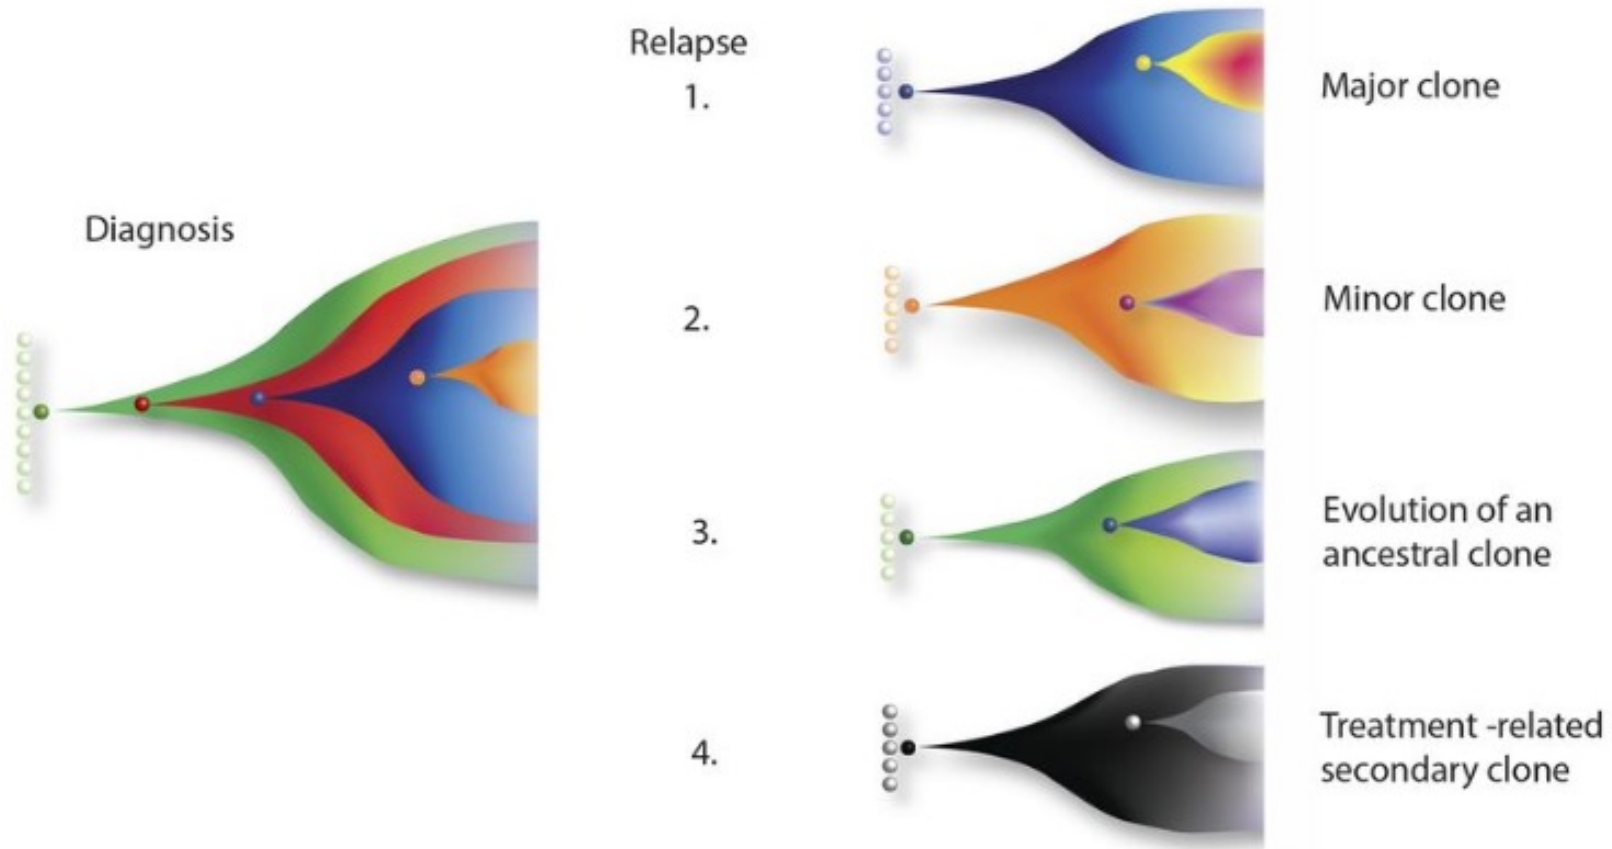 Diagnosis
Relapse
1.
Major clone
2.
Minor clone
3.
Evolution of an
ancestral clone
4.
Treatment -related
secondary clone